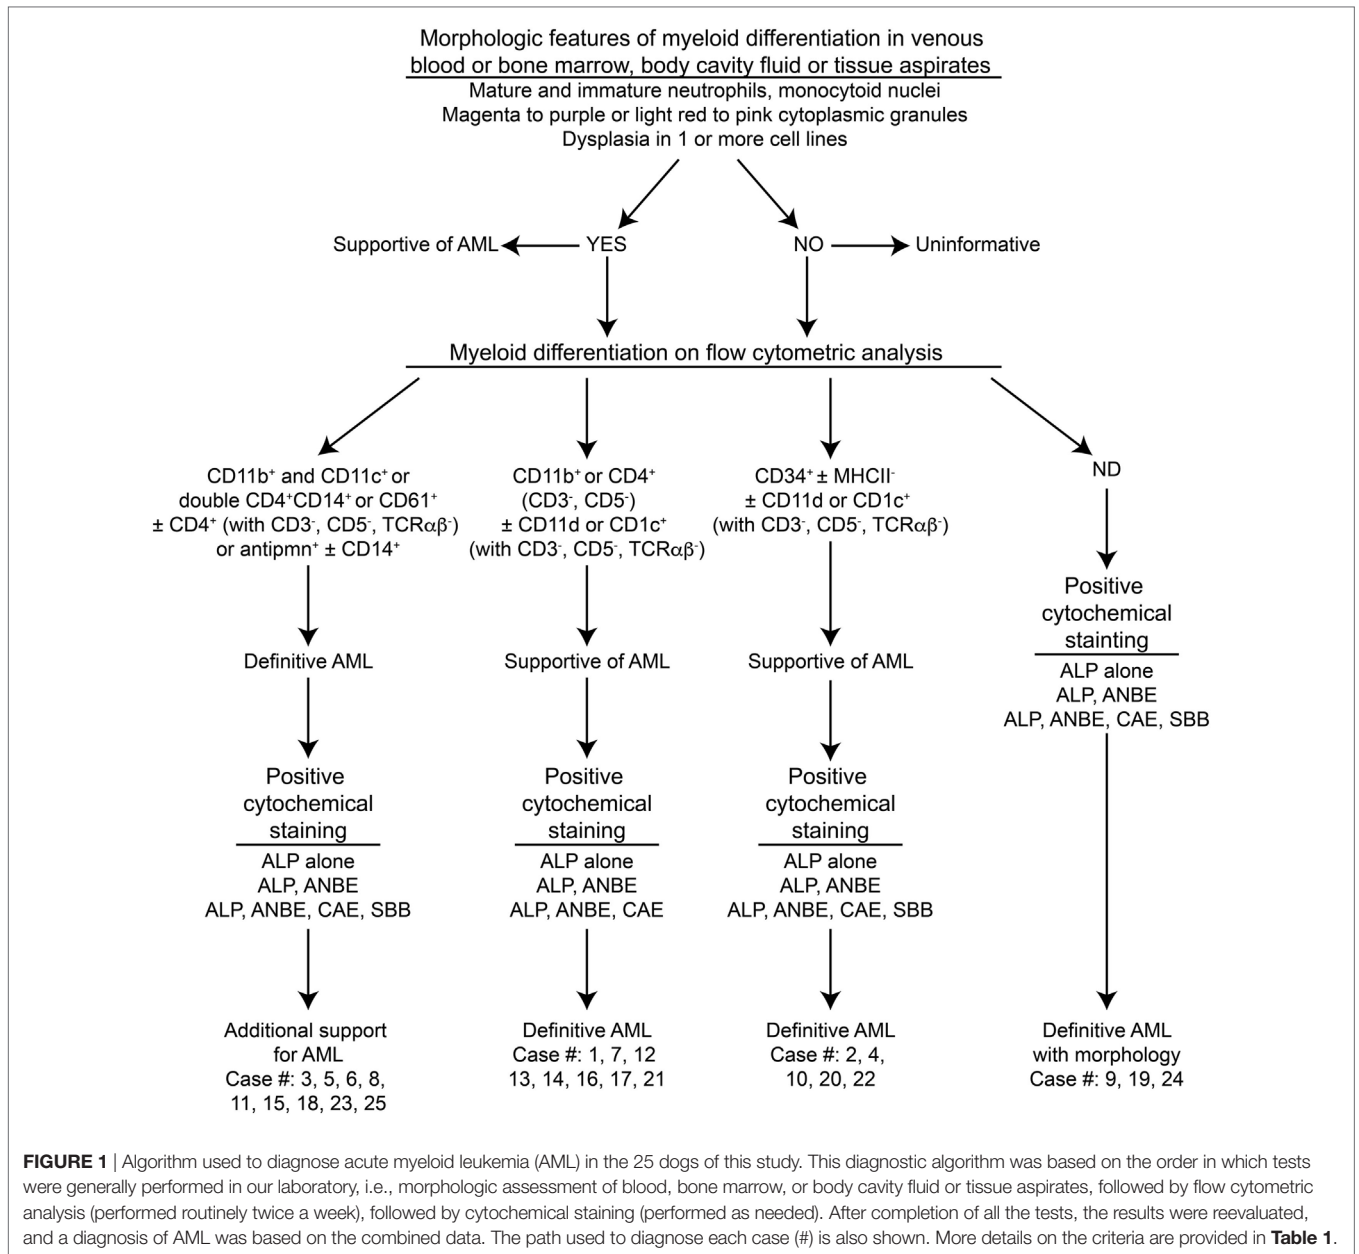 Morphologic features of myeloid differentiation in venous
blood or bone marrow, body cavity fluid or tissue aspirates
Mature and immature neutrophils, monocytoid nuclei
Magenta to purple or light red to pink cytoplasmic granules
Dysplasia in 1 or more cell lines
Supportive of AML
YES
NO
Uninformative
Myeloid differentiation on flow cytometric analysis
CD11b⁺ and CD11c⁺ or
double CD4⁺CD14⁺ or CD61⁺
± CD4⁺ (with CD3⁻, CD5⁻, TCRαβ⁻)
or antipmn⁺ ± CD14⁺
Definitive AML
Positive
cytochemical
staining
ALP alone
ALP, ANBE
ALP, ANBE, CAE, SBB
Additional support
for AML
Case #: 3, 5, 6, 8,
11, 15, 18, 23, 25
CD11b⁺ or CD4⁺
(CD3⁻, CD5⁻)
± CD11d or CD1c⁺
(with CD3⁻, CD5⁻, TCRαβ⁻)
Supportive of AML
Positive
cytochemical
staining
ALP alone
ALP, ANBE
ALP, ANBE, CAE
Definitive AML
Case #: 1, 7, 12
13, 14, 16, 17, 21
CD34⁺ ± MHCII⁻
± CD11d or CD1c⁺
(with CD3⁻, CD5⁻, TCRαβ⁻)
Supportive of AML
Positive
cytochemical
staining
ALP alone
ALP, ANBE
ALP, ANBE, CAE, SBB
Definitive AML
Case #: 2, 4,
10, 20, 22
ND
Positive
cytochemical
stainting
ALP alone
ALP, ANBE
ALP, ANBE, CAE, SBB
Definitive AML
with morphology
Case #: 9, 19, 24
FIGURE 1 | Algorithm used to diagnose acute myeloid leukemia (AML) in the 25 dogs of this study. This diagnostic algorithm was based on the order in which tests
were generally performed in our laboratory, i.e., morphologic assessment of blood, bone marrow, or body cavity fluid or tissue aspirates, followed by flow cytometric
analysis (performed routinely twice a week), followed by cytochemical staining (performed as needed). After completion of all the tests, the results were reevaluated,
and a diagnosis of AML was based on the combined data. The path used to diagnose each case (#) is also shown. More details on the criteria are provided in Table 1.